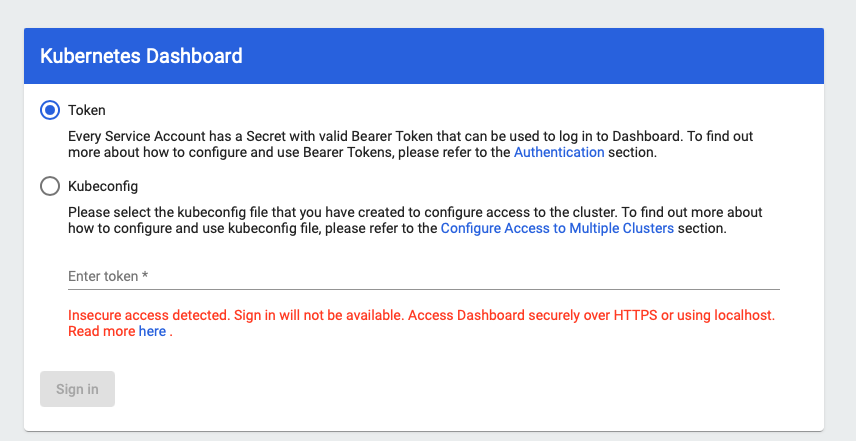 Kubernetes Dashboard
Token
Every Service Account has a Secret with valid Bearer Token that can be used to log in to Dashboard. To find out
more about how to configure and use Bearer Tokens, please refer to the Authentication section.
Kubeconfig
Please select the kubeconfig file that you have created to configure access to the cluster. To find out more about
how to configure and use kubeconfig file, please refer to the Configure Access to Multiple Clusters section.
Enter token *
Insecure access detected. Sign in will not be available. Access Dashboard securely over HTTPS or using localhost.
Read more here .
Sign in